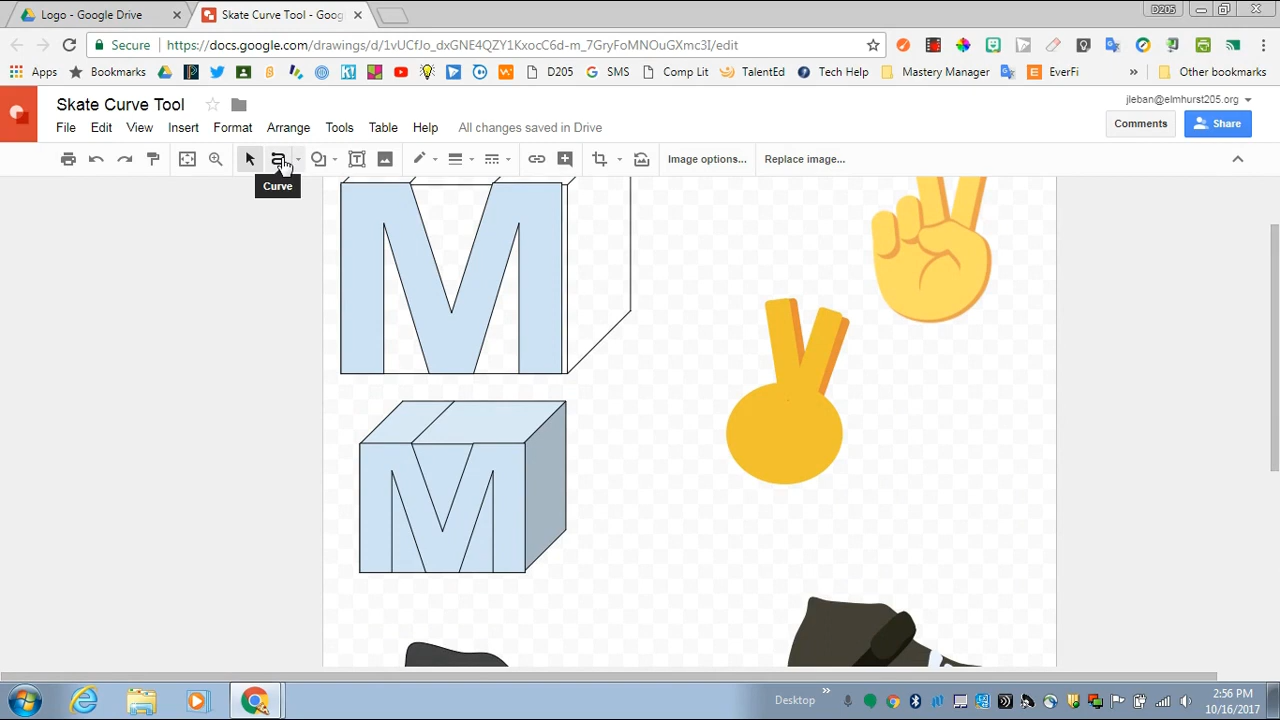 Logo - Google Drive
Skate Curve Tool - Goog
D205
Secure
https://docs.google.com/drawings/d/1vUCfJo_dxGNE4QZY1KxocC6d-m_7GryFoMNOuGXmc3I/edit
Apps
Bookmarks
D205
SMS
Comp Lit
TalentEd
Tech Help
Mastery Manager
EverFi
»
Other bookmarks
Skate Curve Tool
jleban@elmhurst205.org
File
Edit
View
Insert
Format
Arrange
Tools
Table
Help
All changes saved in Drive
Comments
Share
Image options...
Replace image...
Curve
M
M
Desktop
»
2:56 PM
10/16/2017